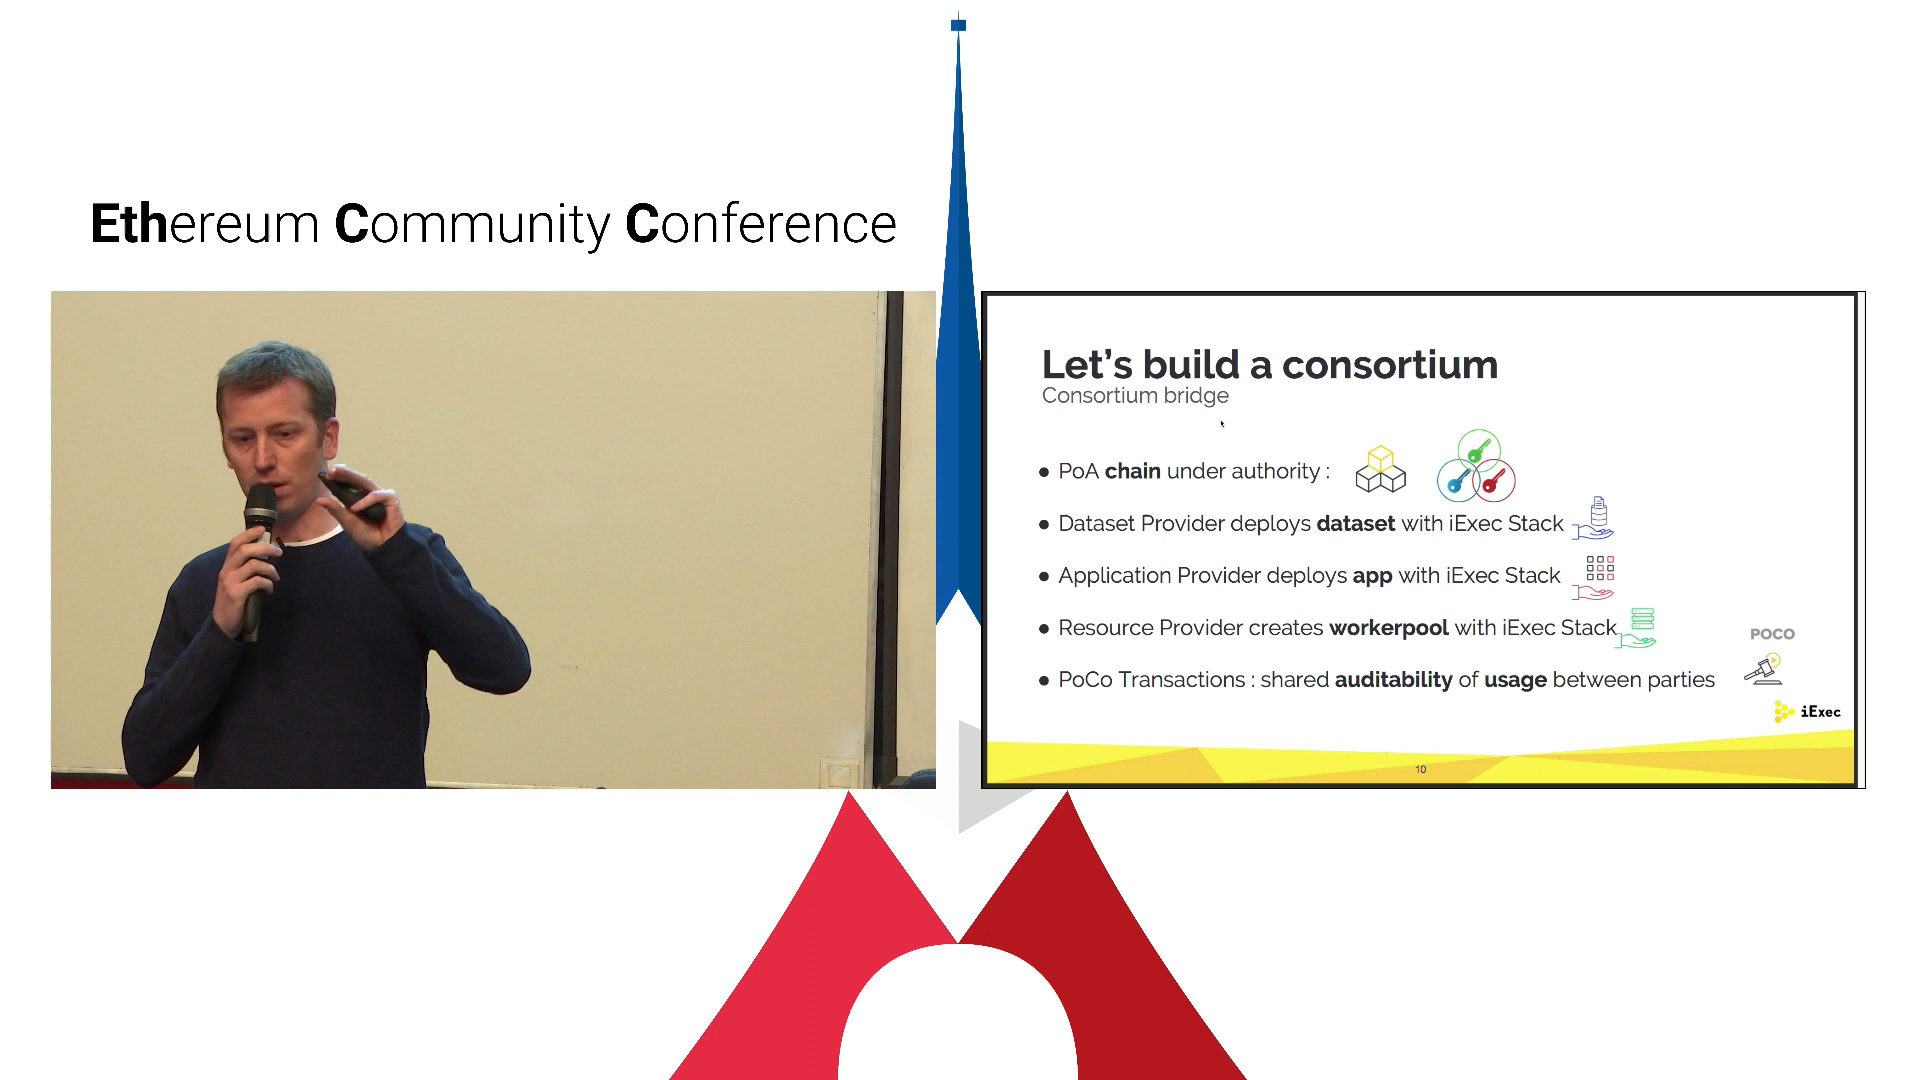 Ethereum Community Conference
Let's build a consortium
Consortium bridge
● PoA chain under authority :
● Dataset Provider deploys dataset with iExec Stack
● Application Provider deploys app with iExec Stack
● Resource Provider creates workerpool with iExec Stack
POCO
● PoCo Transactions : shared auditability of usage between parties
iExec
10